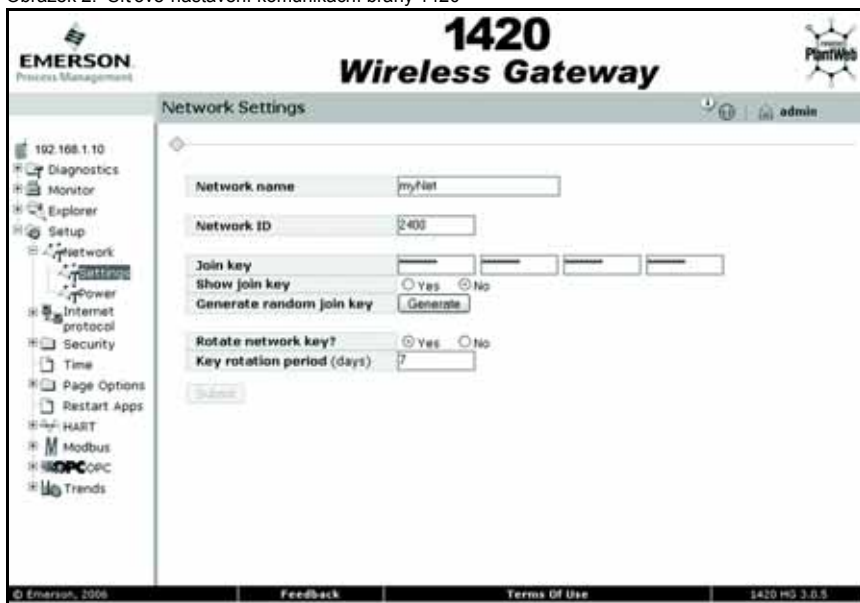 Obrázek 2. Síťové nastavení komunikační brány 1420
EMERSON
Process Management
1420
Wireless Gateway
PlantWeb
Network Settings
admin
192.168.1.10
Diagnostics
Monitor
Explorer
Setup
Network
Settings
Power
Internet
protocol
Security
Time
Page Options
Restart Apps
HART
Modbus
OPC OPC
Trends
Network name myNet
Network ID 2400
Join key
Show join key Yes No
Generate random join key Generate
Rotate network key? Yes No
Key rotation period (days) 7
Submit
© Emerson, 2006 Feedback Terms Of Use 1420 HG 3.0.5